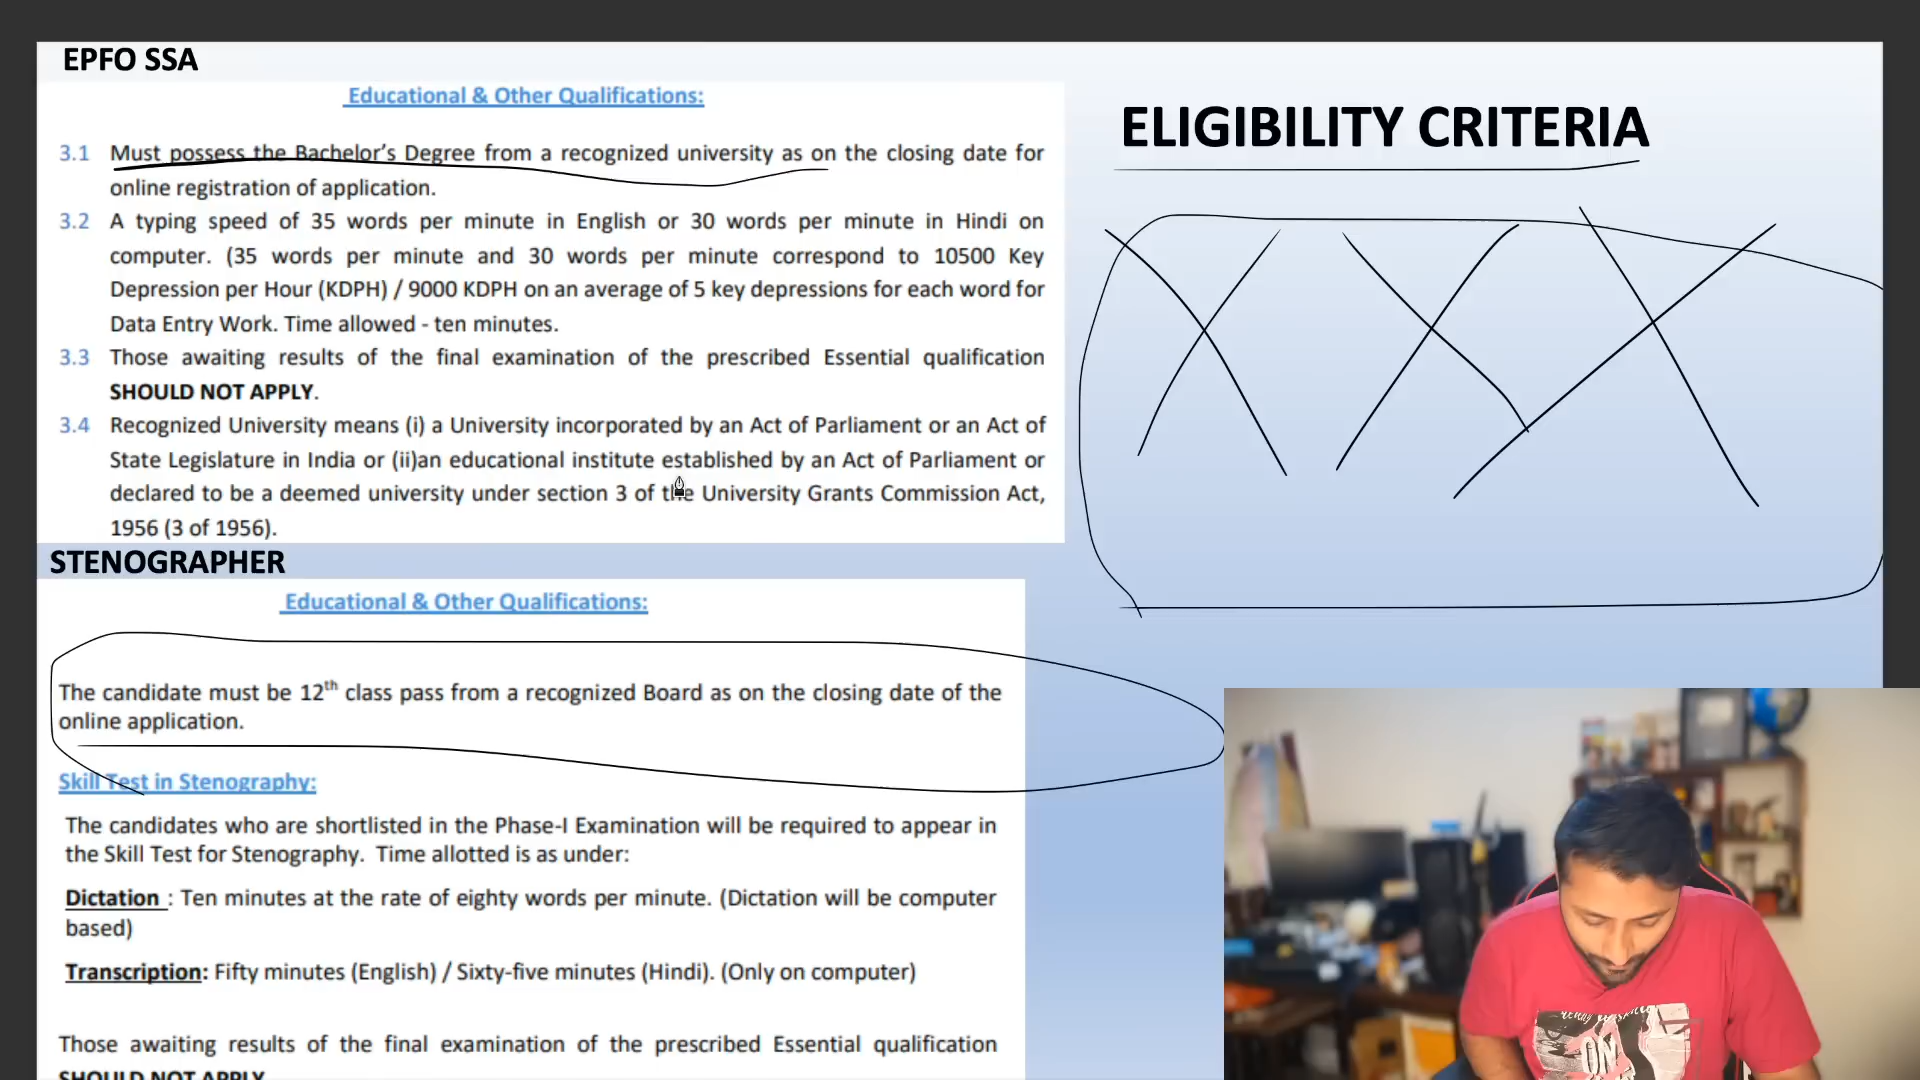 EPFO SSA
Educational & Other Qualifications:
ELIGIBILITY CRITERIA
3.1 Must possess the Bachelor's Degree from a recognized university as on the closing date for
online registration of application.
3.2 A typing speed of 35 words per minute in English or 30 words per minute in Hindi on
computer. (35 words per minute and 30 words per minute correspond to 10500 Key
Depression per Hour (KDPH) / 9000 KDPH on an average of 5 key depressions for each word for
Data Entry Work. Time allowed - ten minutes.
3.3 Those awaiting results of the final examination of the prescribed Essential qualification
SHOULD NOT APPLY.
3.4 Recognized University means (i) a University incorporated by an Act of Parliament or an Act of
State Legislature in India or (ii)an educational institute established by an Act of Parliament or
declared to be a deemed university under section 3 of the University Grants Commission Act,
1956 (3 of 1956).
STENOGRAPHER
Educational & Other Qualifications:
The candidate must be 12th class pass from a recognized Board as on the closing date of the
online application.
Skill Test in Stenography:
The candidates who are shortlisted in the Phase-I Examination will be required to appear in
the Skill Test for Stenography. Time allotted is as under:
Dictation : Ten minutes at the rate of eighty words per minute. (Dictation will be computer
based)
Transcription: Fifty minutes (English) / Sixty-five minutes (Hindi). (Only on computer)
Those awaiting results of the final examination of the prescribed Essential qualification
SHOULD NOT APPLY
ON